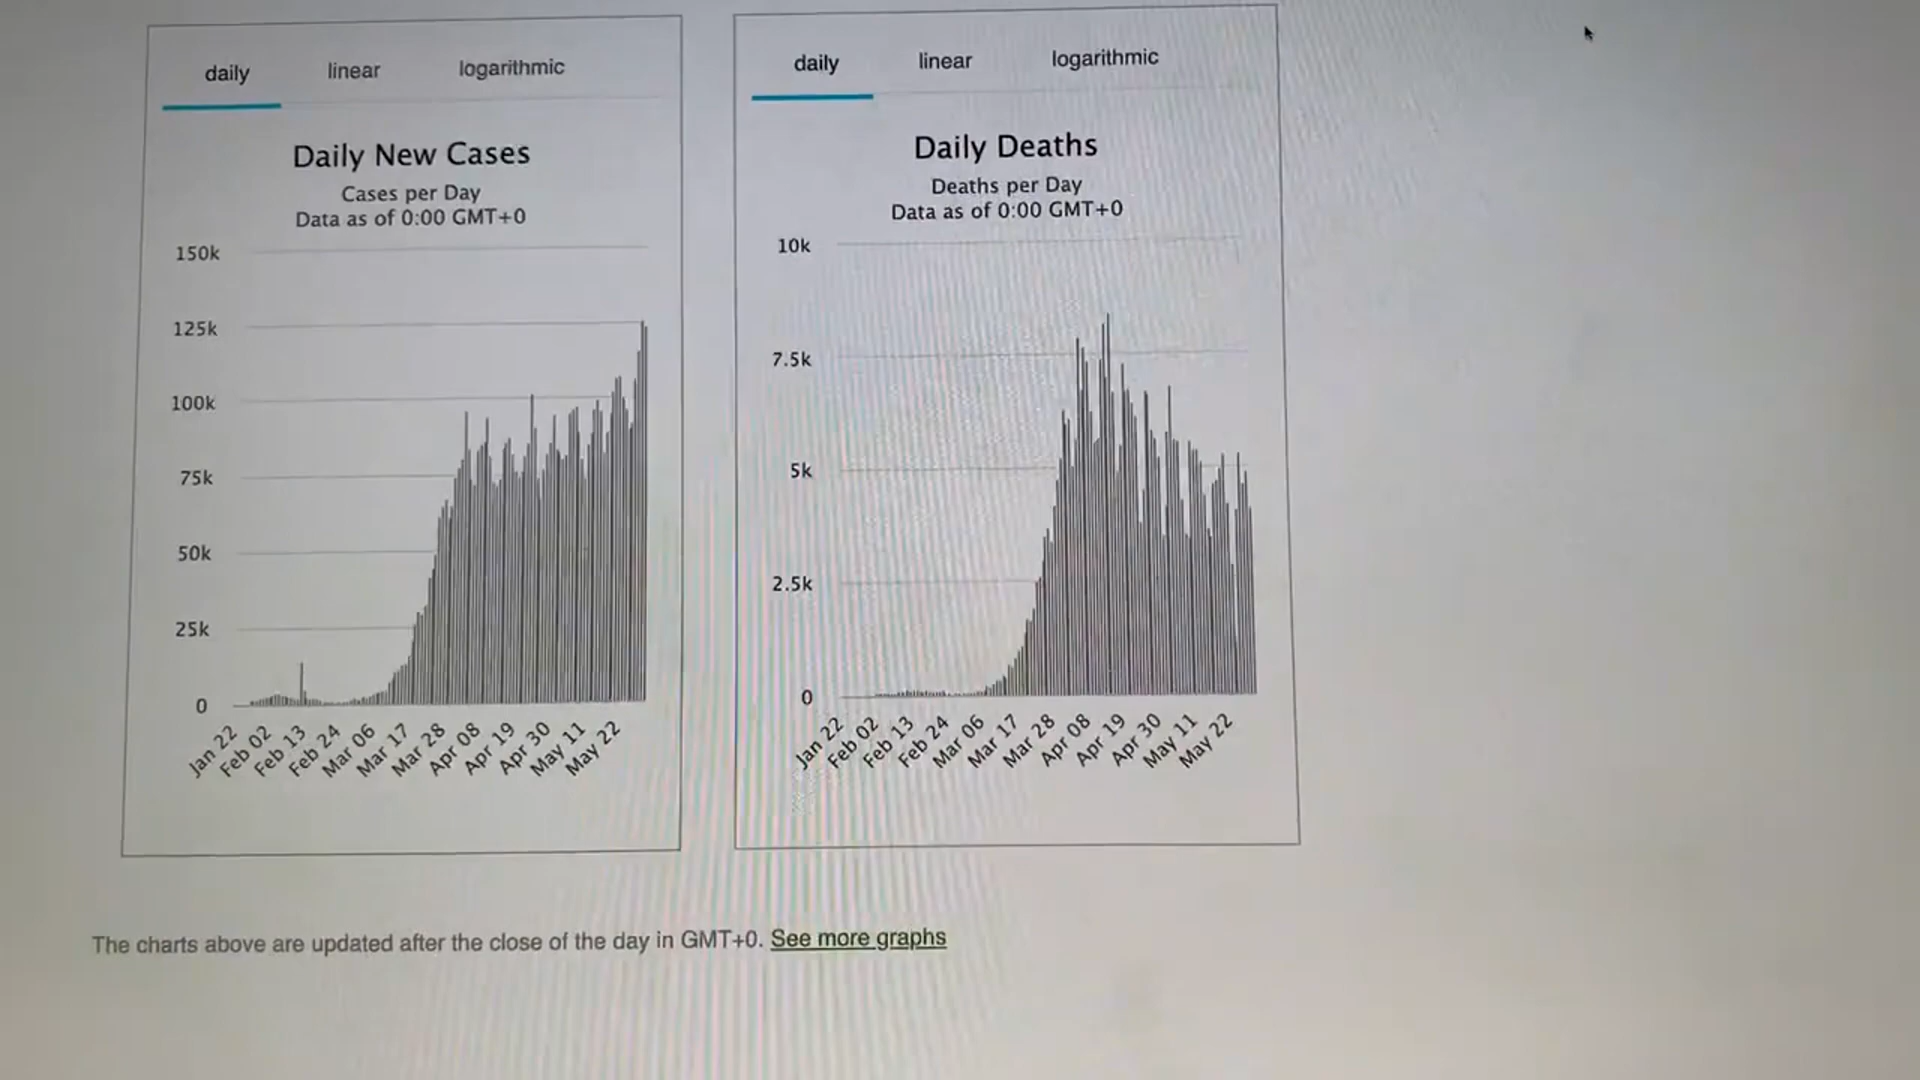 daily linear logarithmic
Daily New Cases
Cases per Day
Data as of 0:00 GMT+0
150k
125k
100k
75k
50k
25k
0
Jan 22
Feb 02
Feb 13
Feb 24
Mar 06
Mar 17
Mar 28
Apr 08
Apr 19
Apr 30
May 11
May 22
daily linear logarithmic
Daily Deaths
Deaths per Day
Data as of 0:00 GMT+0
10k
7.5k
5k
2.5k
0
Jan 22
Feb 02
Feb 13
Feb 24
Mar 06
Mar 17
Mar 28
Apr 08
Apr 19
Apr 30
May 11
May 22
The charts above are updated after the close of the day in GMT+0. See more graphs